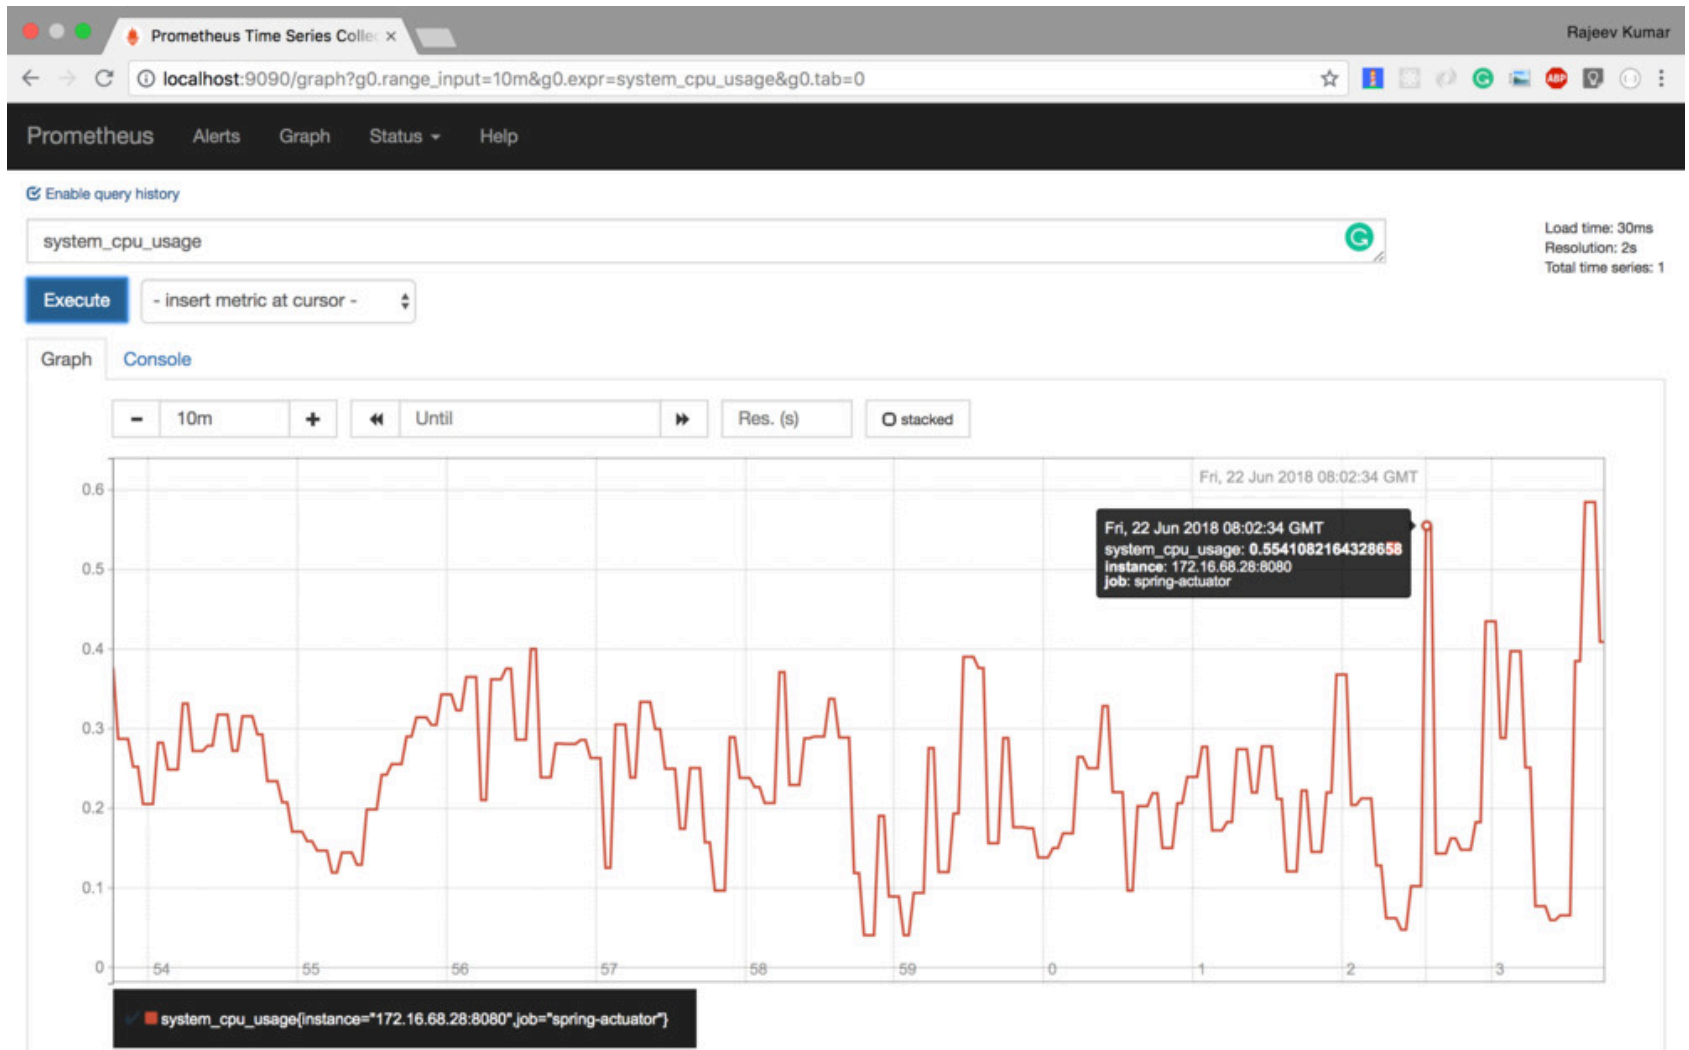 Prometheus Time Series Collec ×
Rajeev Kumar
localhost:9090/graph?g0.range_input=10m&g0.expr=system_cpu_usage&g0.tab=0
ABP
Prometheus Alerts Graph Status Help
Enable query history
system_cpu_usage
Load time: 30ms
Resolution: 2s
Total time series: 1
Execute - insert metric at cursor -
Graph Console
- 10m + Until Res. (s) stacked
Fri, 22 Jun 2018 08:02:34 GMT
Fri, 22 Jun 2018 08:02:34 GMT
system_cpu_usage: 0.5541082164328658
instance: 172.16.68.28:8080
job: spring-actuator
0.6
0.5
0.4
0.3
0.2
0.1
0
54 55 56 57 58 59 0 1 2 3
system_cpu_usage{instance="172.16.68.28:8080",job="spring-actuator"}